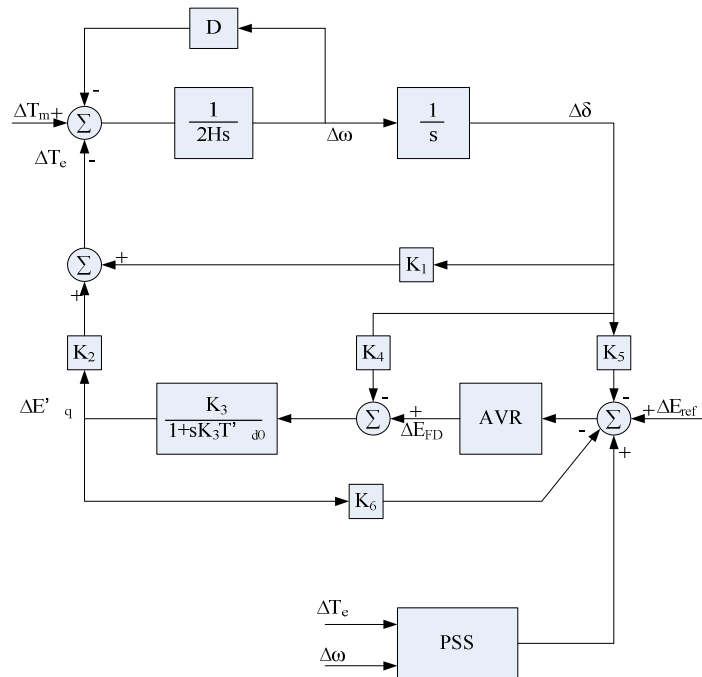 D
-
ΔTm+
Σ
1
2Hs
Δω
1
s
Δδ
ΔTe
-
Σ
+
K1
+
K2
K4
K5
ΔE' q
K3
1+sK3T' d0
-
Σ
+
ΔEFD
AVR
-
-
Σ
+ΔEref
+
K6
ΔTe
Δω
PSS